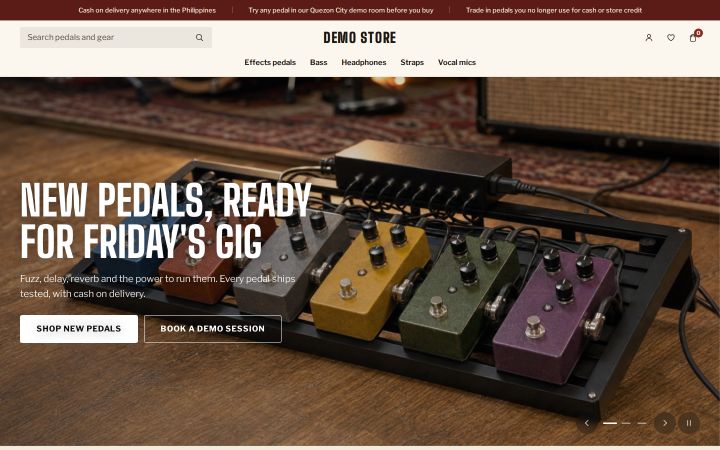 Cash on delivery anywhere in the Philippines
Try any pedal in our Quezon City demo room before you buy
Trade in pedals you no longer use for cash or store credit
Search pedals and gear
DEMO STORE
0
Effects pedals
Bass
Headphones
Straps
Vocal mics
NEW PEDALS, READY
FOR FRIDAY'S GIG
Fuzz, delay, reverb and the power to run them. Every pedal ships
tested, with cash on delivery.
SHOP NEW PEDALS
BOOK A DEMO SESSION